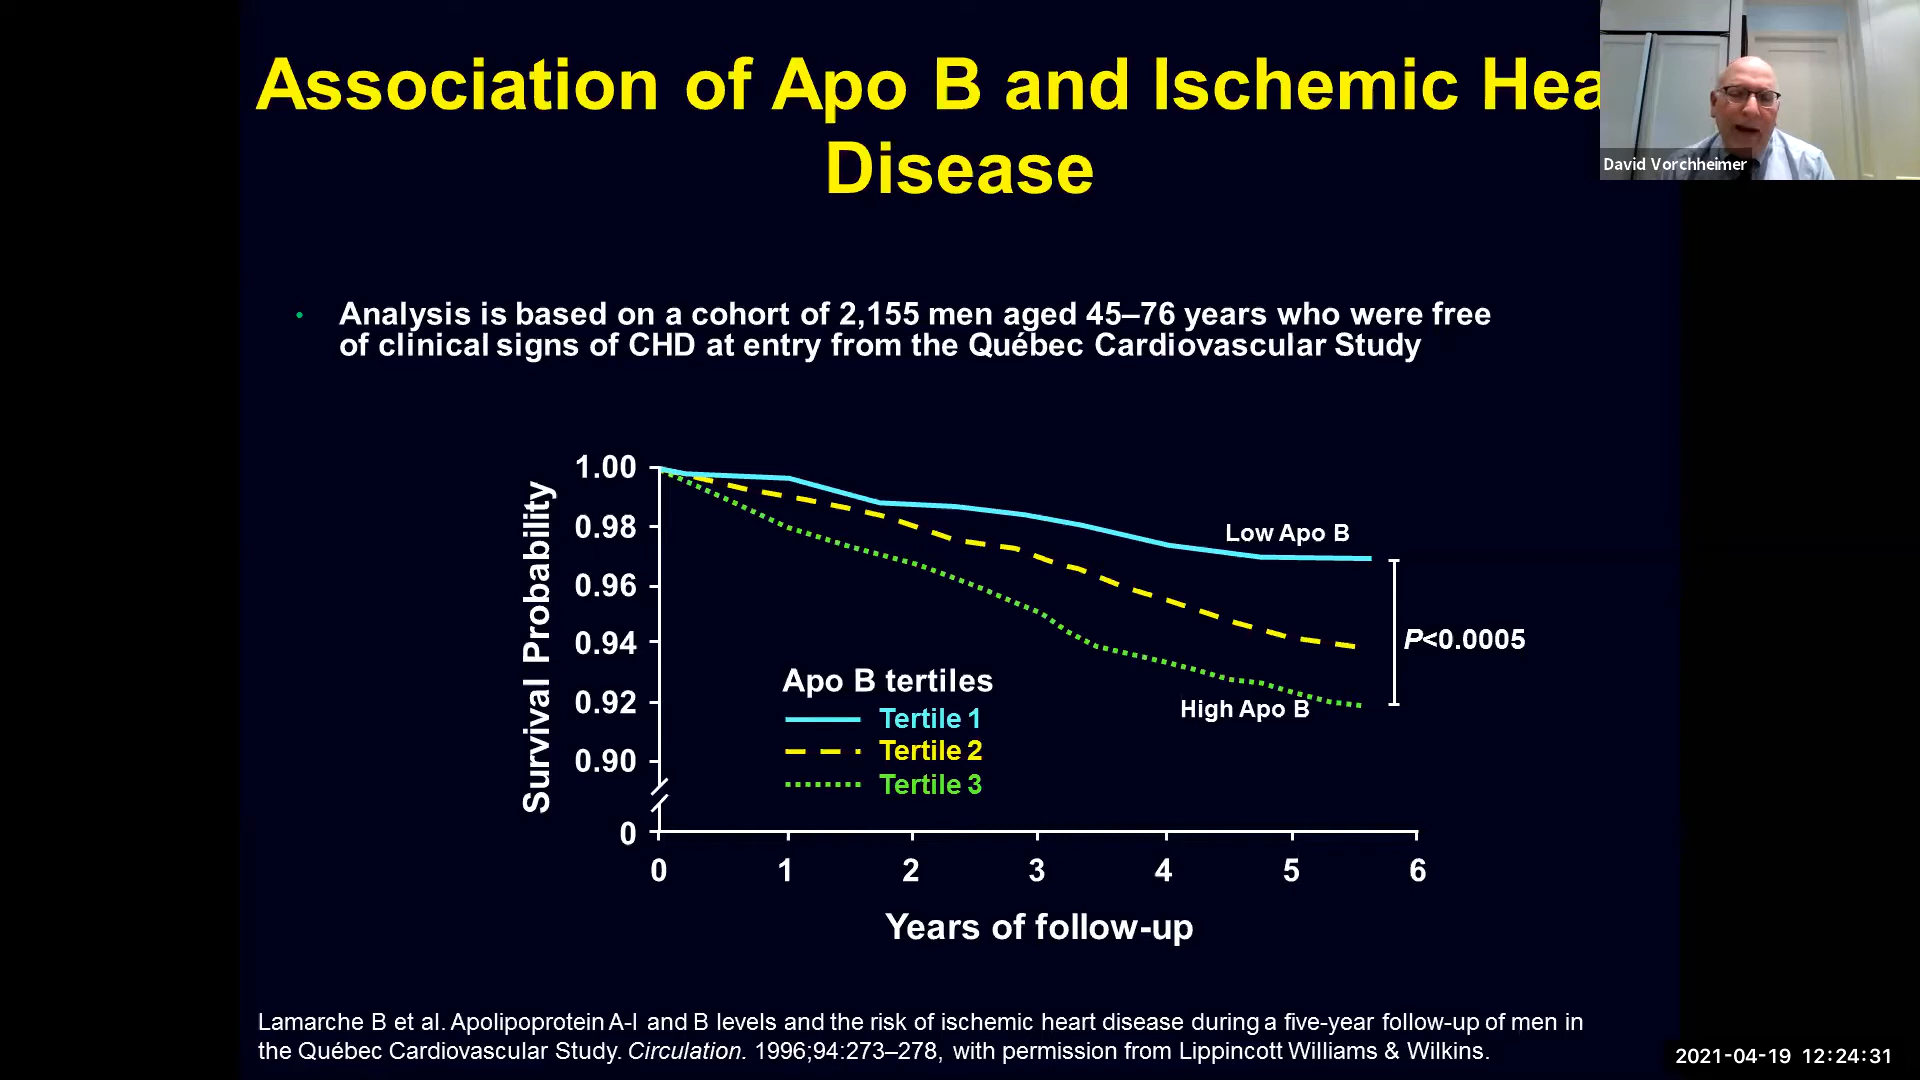 Association of Apo B and Ischemic Hea
Disease
David Vorchheimer
• Analysis is based on a cohort of 2,155 men aged 45–76 years who were free
of clinical signs of CHD at entry from the Québec Cardiovascular Study
Survival Probability
1.00
0.98
0.96
0.94
0.92
0.90
0
Low Apo B
P<0.0005
High Apo B
Apo B tertiles
Tertile 1
Tertile 2
Tertile 3
0 1 2 3 4 5 6
Years of follow-up
Lamarche B et al. Apolipoprotein A-I and B levels and the risk of ischemic heart disease during a five-year follow-up of men in
the Québec Cardiovascular Study. Circulation. 1996;94:273–278, with permission from Lippincott Williams & Wilkins.
2021-04-19 12:24:31